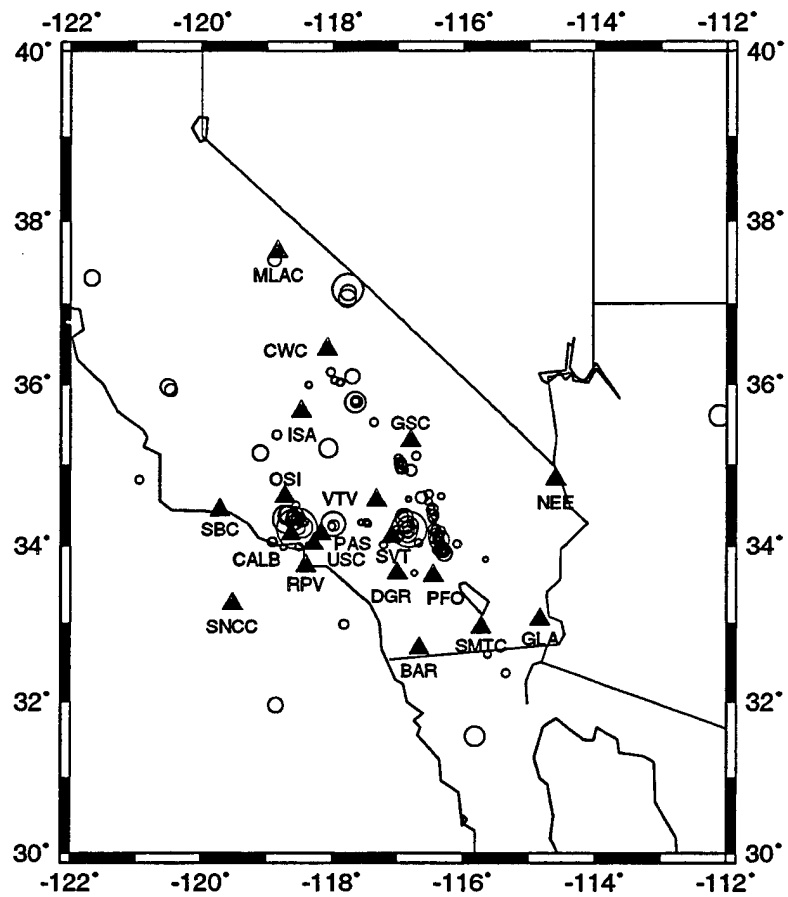 -122° -120° -118° -116° -114° -112°
40° 40°
38° 38°
MLAC
CWC
36° 36°
ISA GSC
OSI VTV NEE
SBC
34° PAS 34°
CALB USC SVT
RPV DGR PFO
SNCC SMTC GLA
BAR
32° 32°
30° 30°
-122° -120° -118° -116° -114° -112°